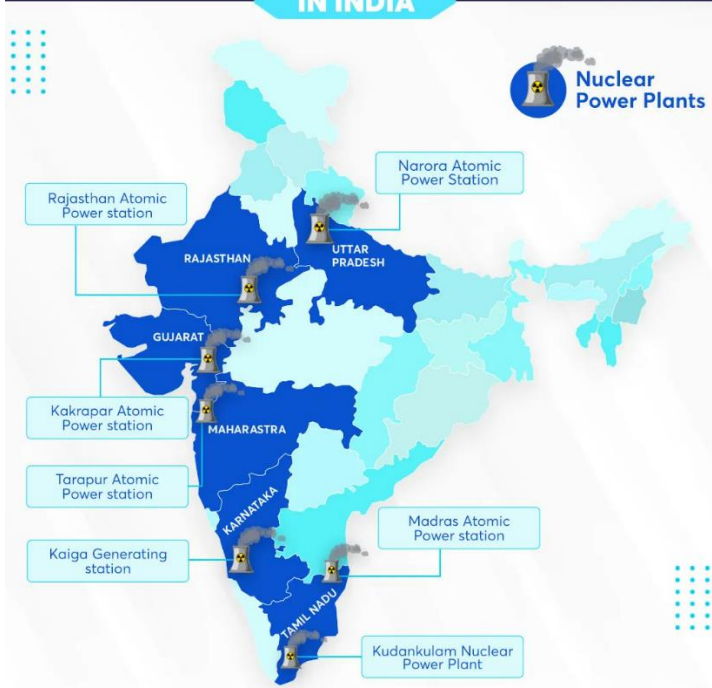 IN INDIA
Nuclear
Power Plants
Narora Atomic
Power Station
Rajasthan Atomic
Power station
RAJASTHAN
UTTAR
PRADESH
GUJARAT
Kakrapar Atomic
Power station
MAHARASTRA
Tarapur Atomic
Power station
KARNATAKA
Madras Atomic
Power station
Kaiga Generating
station
TAMIL NADU
Kudankulam Nuclear
Power Plant